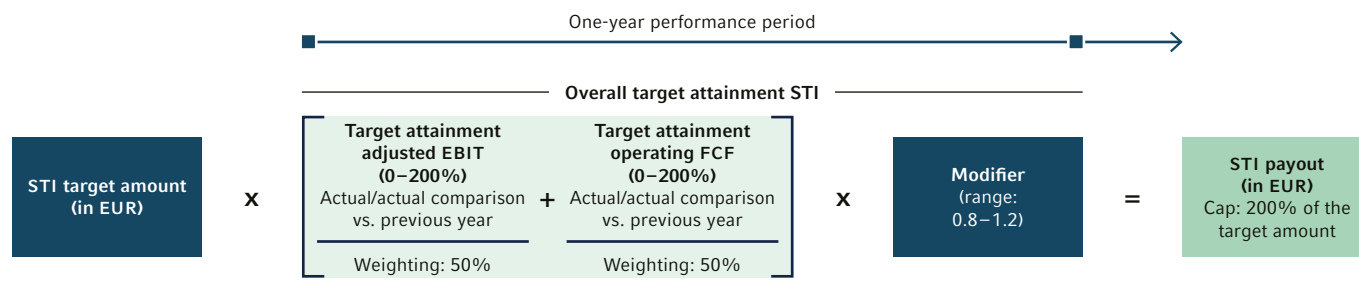 One-year performance period
Overall target attainment STI
STI target amount
(in EUR)
x
Target attainment
adjusted EBIT
(0–200%)
Actual/actual comparison
vs. previous year
Weighting: 50%
+
Target attainment
operating FCF
(0–200%)
Actual/actual comparison
vs. previous year
Weighting: 50%
x
Modifier
(range:
0.8–1.2)
=
STI payout
(in EUR)
Cap: 200% of the
target amount